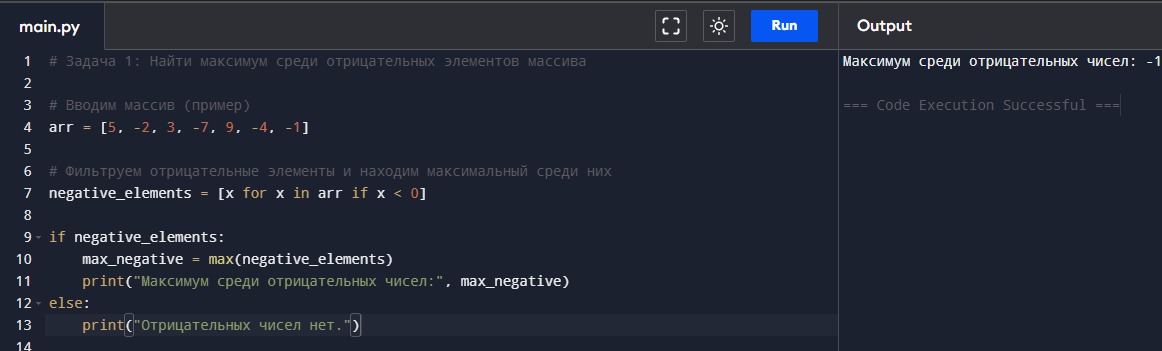 main.py
Run
Output
1 # Задача 1: Найти максимум среди отрицательных элементов массива
2
3 # Вводим массив (пример)
4 arr = [5, -2, 3, -7, 9, -4, -1]
5
6 # Фильтруем отрицательные элементы и находим максимальный среди них
7 negative_elements = [x for x in arr if x < 0]
8
9 if negative_elements:
10 max_negative = max(negative_elements)
11 print("Максимум среди отрицательных чисел:", max_negative)
12 else:
13 print("Отрицательных чисел нет.")
14
Максимум среди отрицательных чисел: -1
=== Code Execution Successful ===